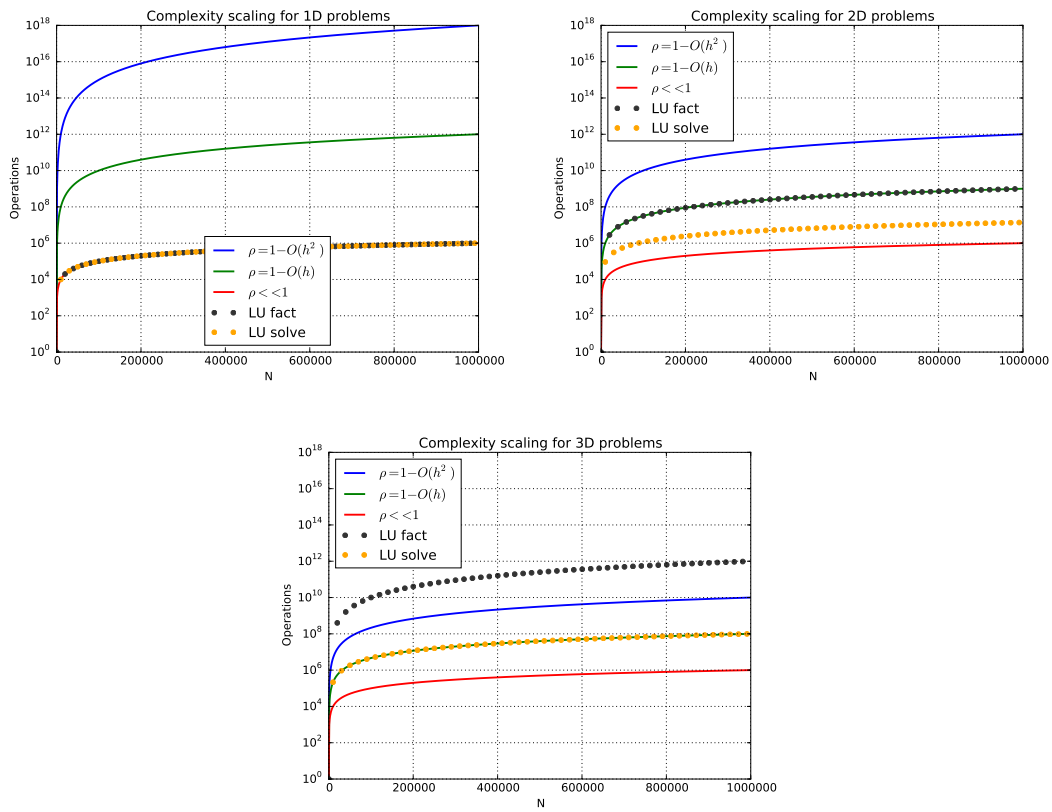 Complexity scaling for 1D problems
10^18
10^16
10^14
10^12
10^10
10^8
10^6
10^4
10^2
10^0
Operations
ρ=1−O(h^2)
ρ=1−O(h)
ρ<<1
LU fact
LU solve
0 200000 400000 600000 800000 1000000
N
Complexity scaling for 2D problems
10^18
10^16
10^14
10^12
10^10
10^8
10^6
10^4
10^2
10^0
Operations
ρ=1−O(h^2)
ρ=1−O(h)
ρ<<1
LU fact
LU solve
0 200000 400000 600000 800000 1000000
N
Complexity scaling for 3D problems
10^18
10^16
10^14
10^12
10^10
10^8
10^6
10^4
10^2
10^0
Operations
ρ=1−O(h^2)
ρ=1−O(h)
ρ<<1
LU fact
LU solve
0 200000 400000 600000 800000 1000000
N